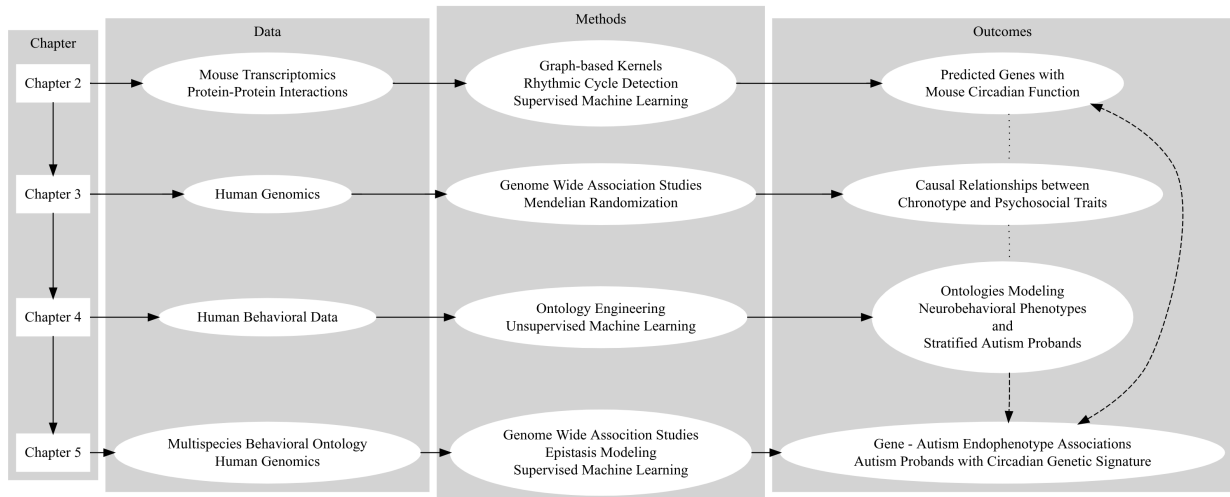 Chapter
Data
Methods
Outcomes
Chapter 2
Mouse Transcriptomics
Protein-Protein Interactions
Graph-based Kernels
Rhythmic Cycle Detection
Supervised Machine Learning
Predicted Genes with
Mouse Circadian Function
Chapter 3
Human Genomics
Genome Wide Association Studies
Mendelian Randomization
Causal Relationships between
Chronotype and Psychosocial Traits
Chapter 4
Human Behavioral Data
Ontology Engineering
Unsupervised Machine Learning
Ontologies Modeling
Neurobehavioral Phenotypes
and
Stratified Autism Probands
Chapter 5
Multispecies Behavioral Ontology
Human Genomics
Genome Wide Assocition Studies
Epistasis Modeling
Supervised Machine Learning
Gene - Autism Endophenotype Associations
Autism Probands with Circadian Genetic Signature